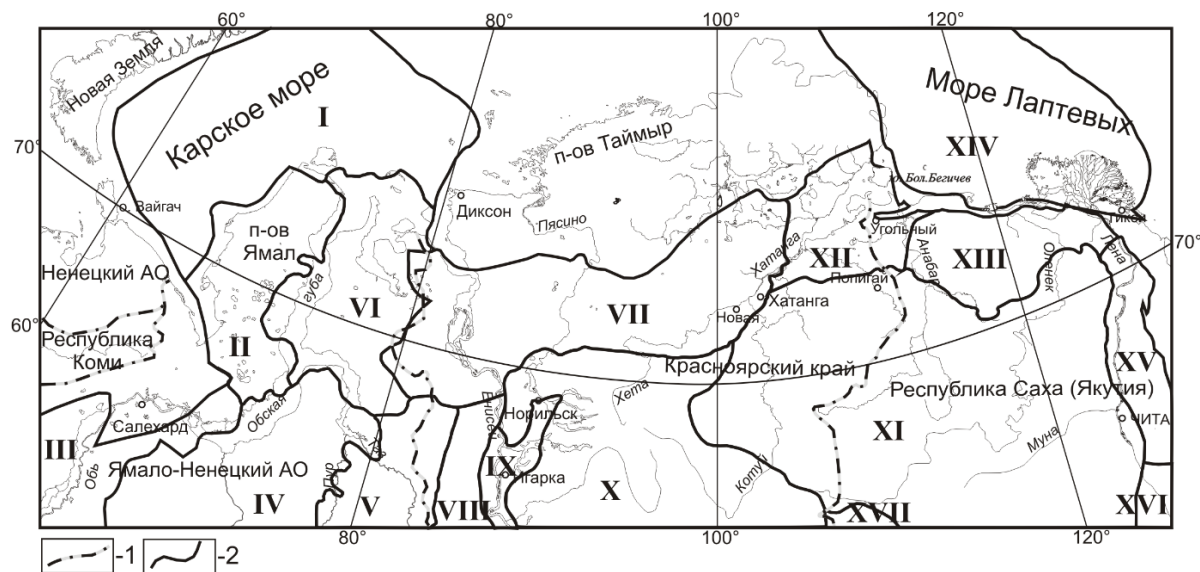 60°
80°
100°
120°
Новая Земля
Карское море
I
Море Лаптевых
п-ов Таймыр
XIV
70°
о. Бол.Бегичев
Вайгач
Диксон
Пясино
Тикси
п-ов
Ямал
Угольный
Хатанга
Анабар
Лена
70°
Ненецкий АО
губа
XII
XIII
Оленек
Попигай
VI
VII
Хатанга
Новая
60°
Республика
Коми
II
Красноярский край
XV
Хета
Республика Саха (Якутия)
Енисей
Норильск
Обская
Салехард
ЧИТА
XI
Муна
III
Таз
Ямало-Ненецкий АО
Обь
Пур
IX
Игарка
Котуй
IV
V
VIII
X
XVII
XVI
80°
100°
120°
-1
-2